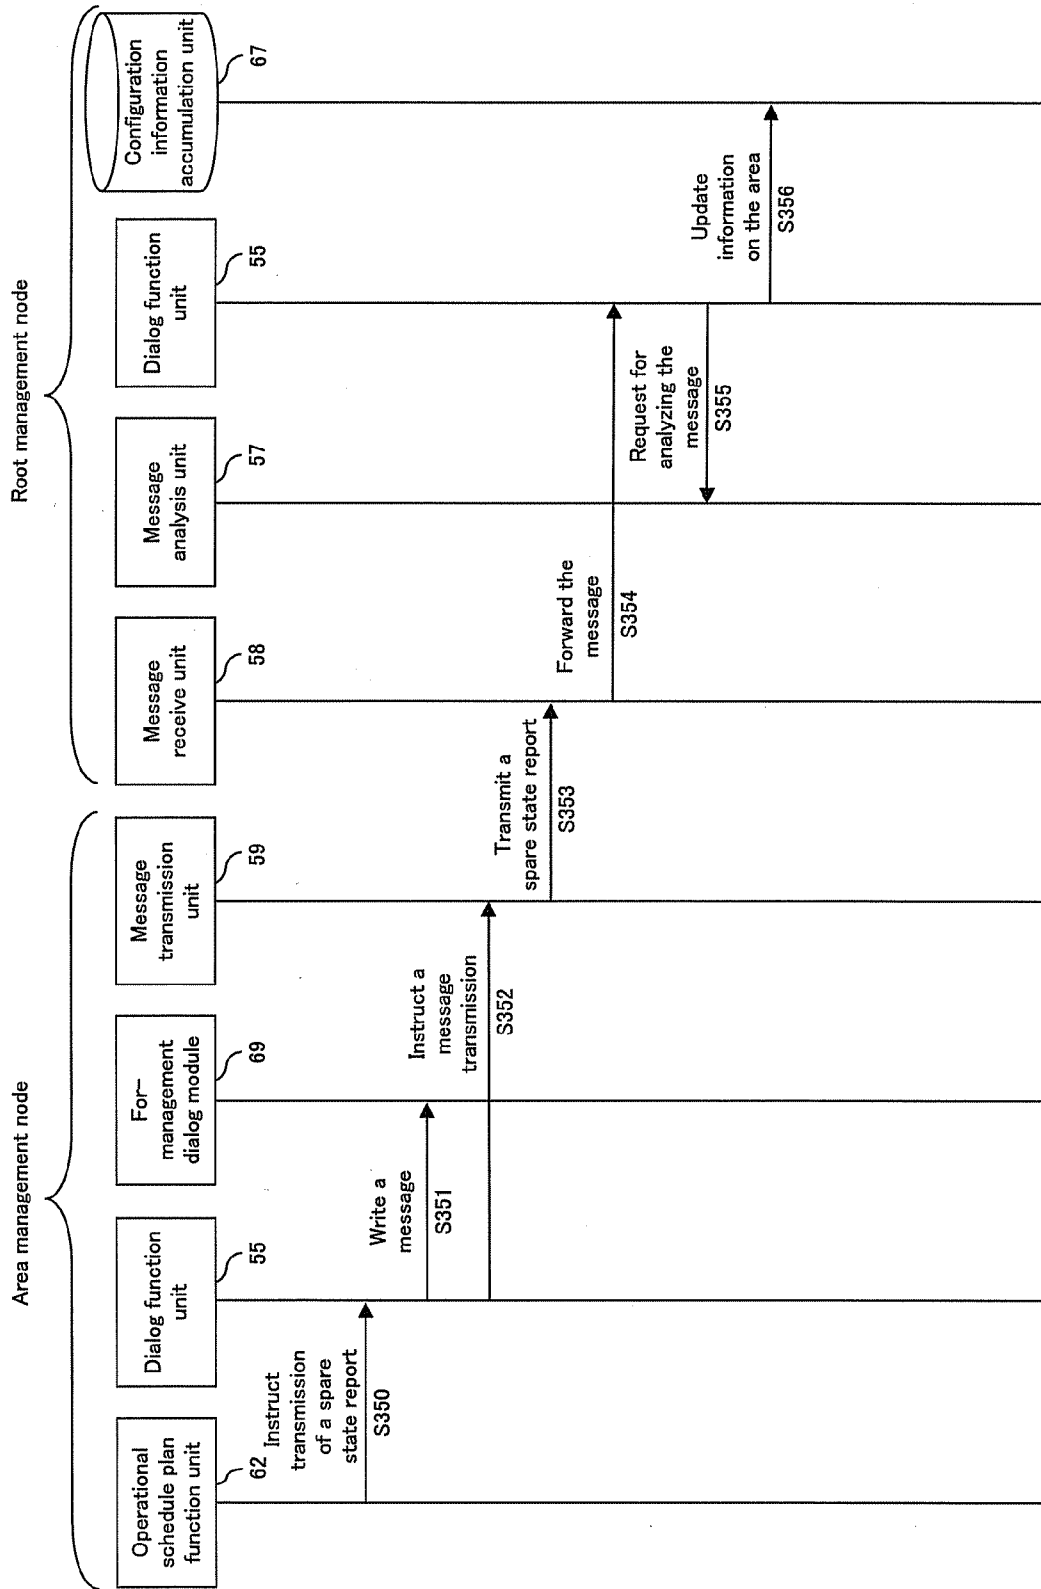 Area management node
Root management node
Operational
schedule plan
function unit
62
Dialog function
unit
55
For–
management
dialog module
69
Message
transmission
unit
59
Message
receive unit
58
Message
analysis unit
57
Dialog function
unit
55
Configuration
information
accumulation unit
67
Instruct
transmission
of a spare
state report
S350
Write a
message
S351
Instruct a
message
transmission
S352
Transmit a
spare state report
S353
Forward the
message
S354
Request for
analyzing the
message
S355
Update
information
on the area
S356